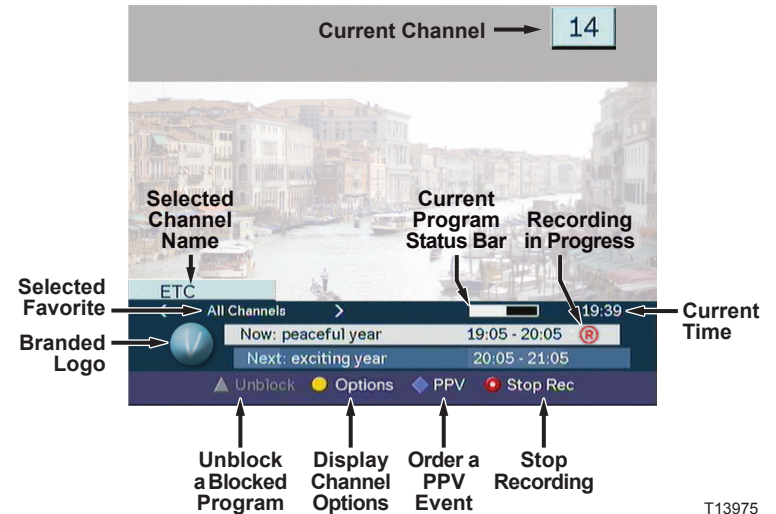 Current Channel
14
Selected
Channel
Name
Current
Program
Status Bar
Recording
in Progress
Selected
Favorite
ETC
< All Channels >
19:39
Current
Time
Branded
Logo
V
Now: peaceful year 19:05 - 20:05 R
Next: exciting year 20:05 - 21:05
Unblock Options PPV Stop Rec
Unblock
a Blocked
Program
Display
Channel
Options
Order a
PPV
Event
Stop
Recording
T13975